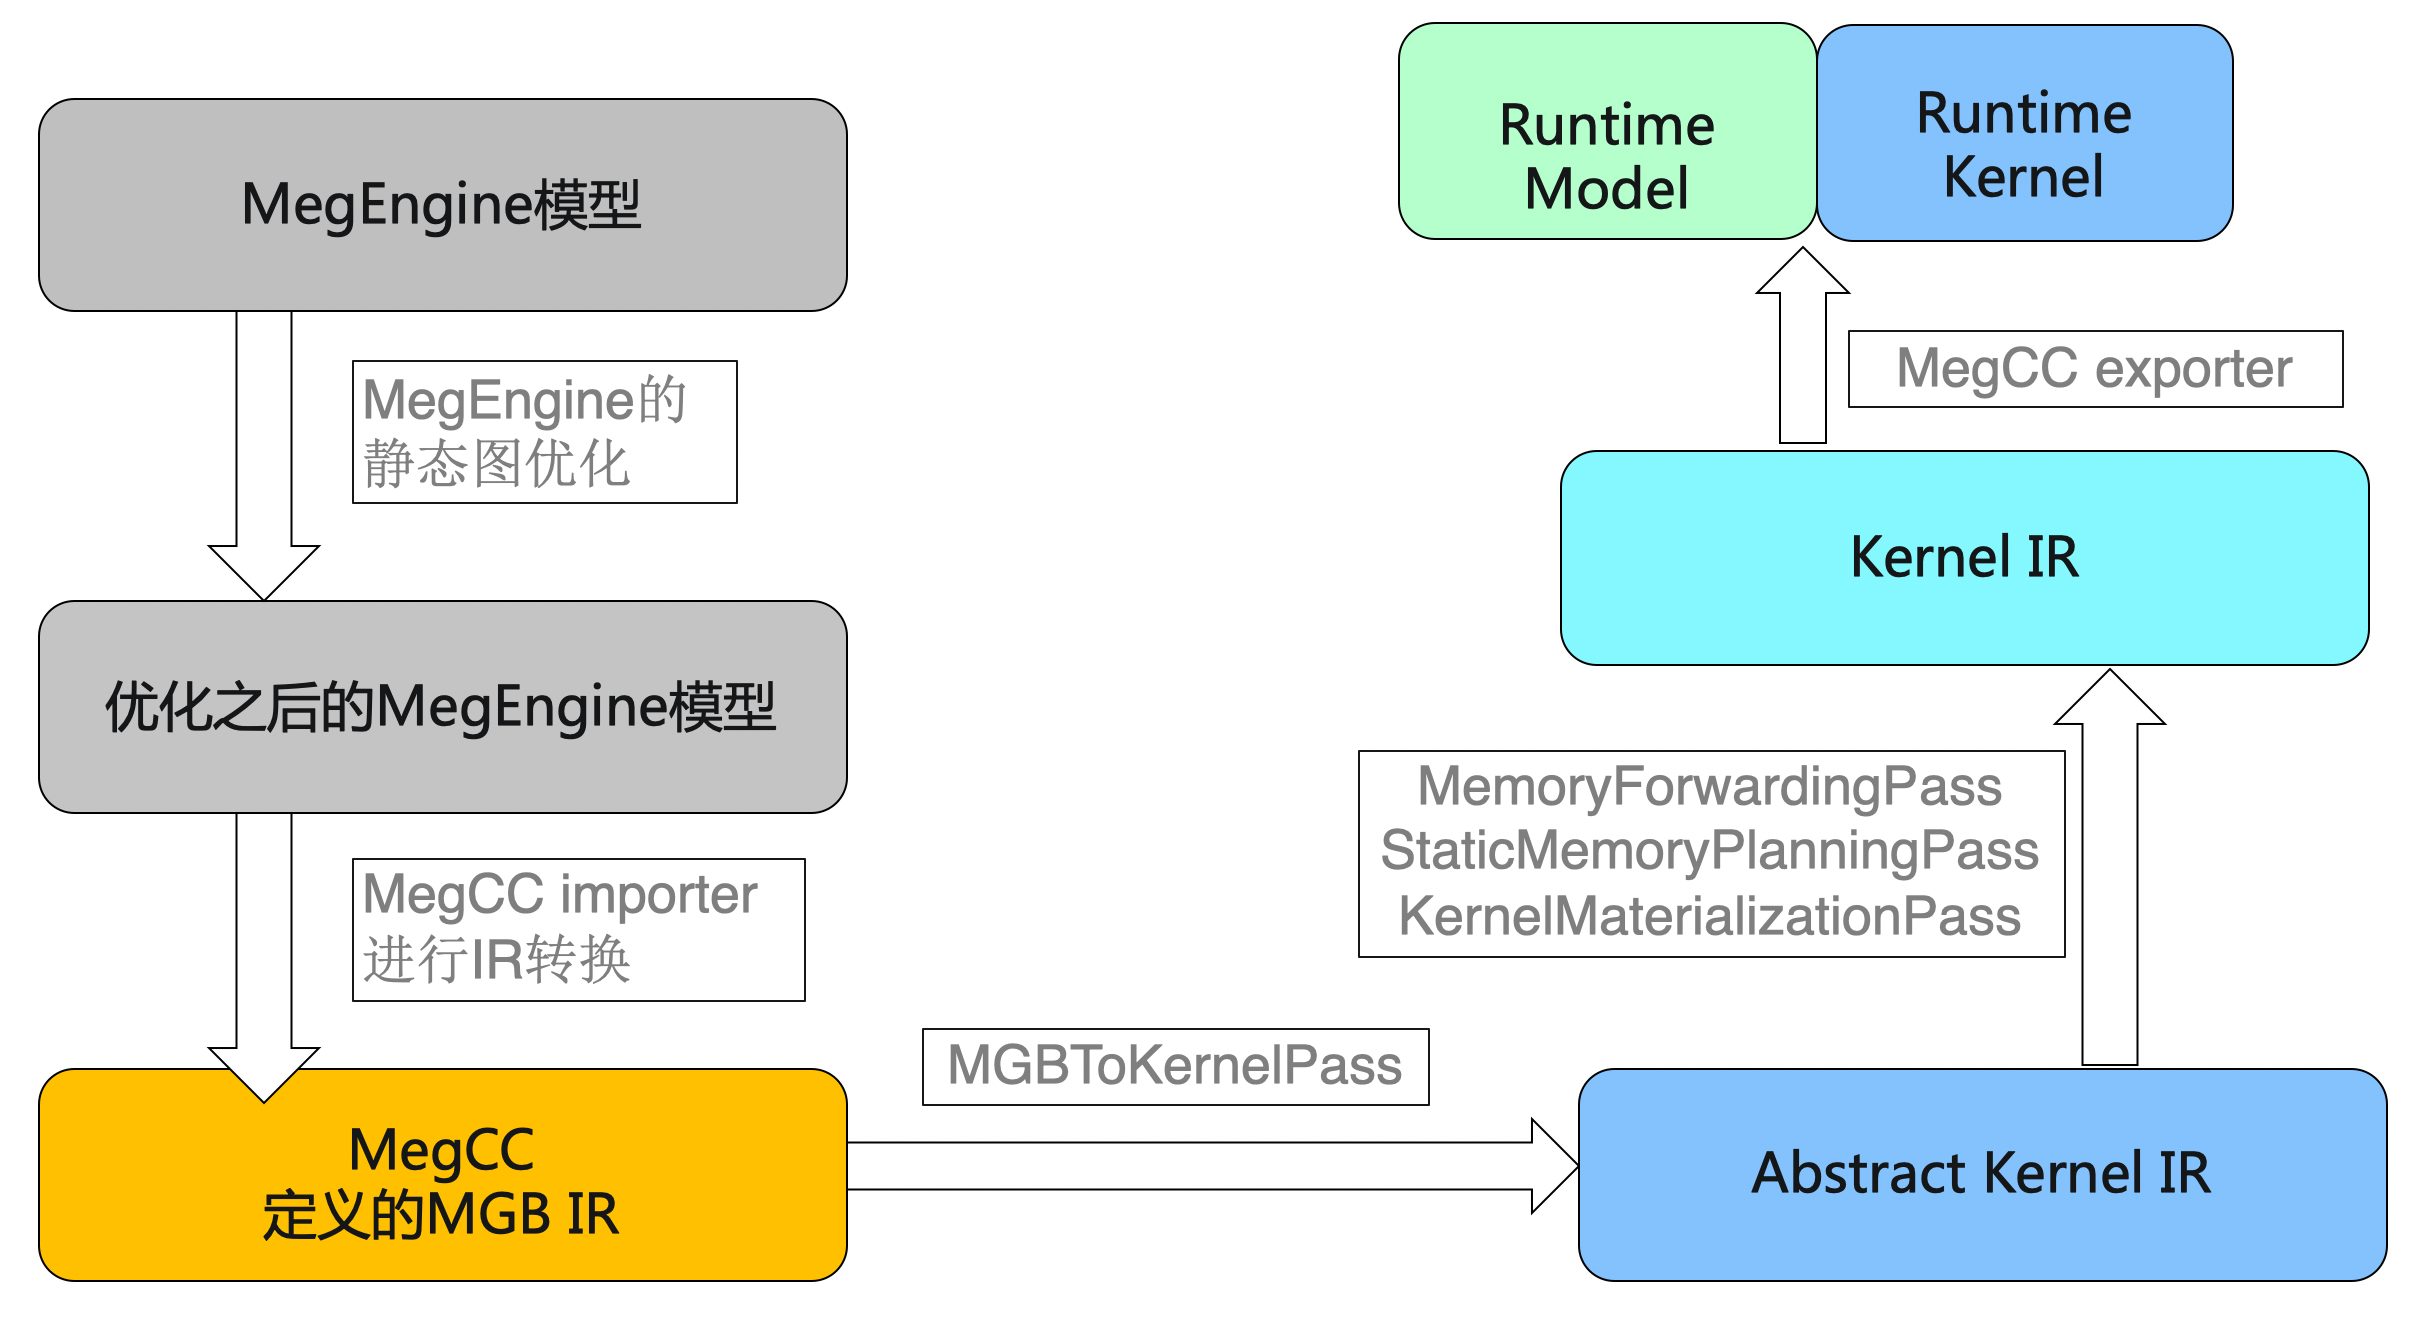 MegEngine模型
MegEngine的
静态图优化
优化之后的MegEngine模型
MegCC importer
进行IR转换
MegCC
定义的MGB IR
MGBToKernelPass
Abstract Kernel IR
MemoryForwardingPass
StaticMemoryPlanningPass
KernelMaterializationPass
Kernel IR
MegCC exporter
Runtime
Model
Runtime
Kernel